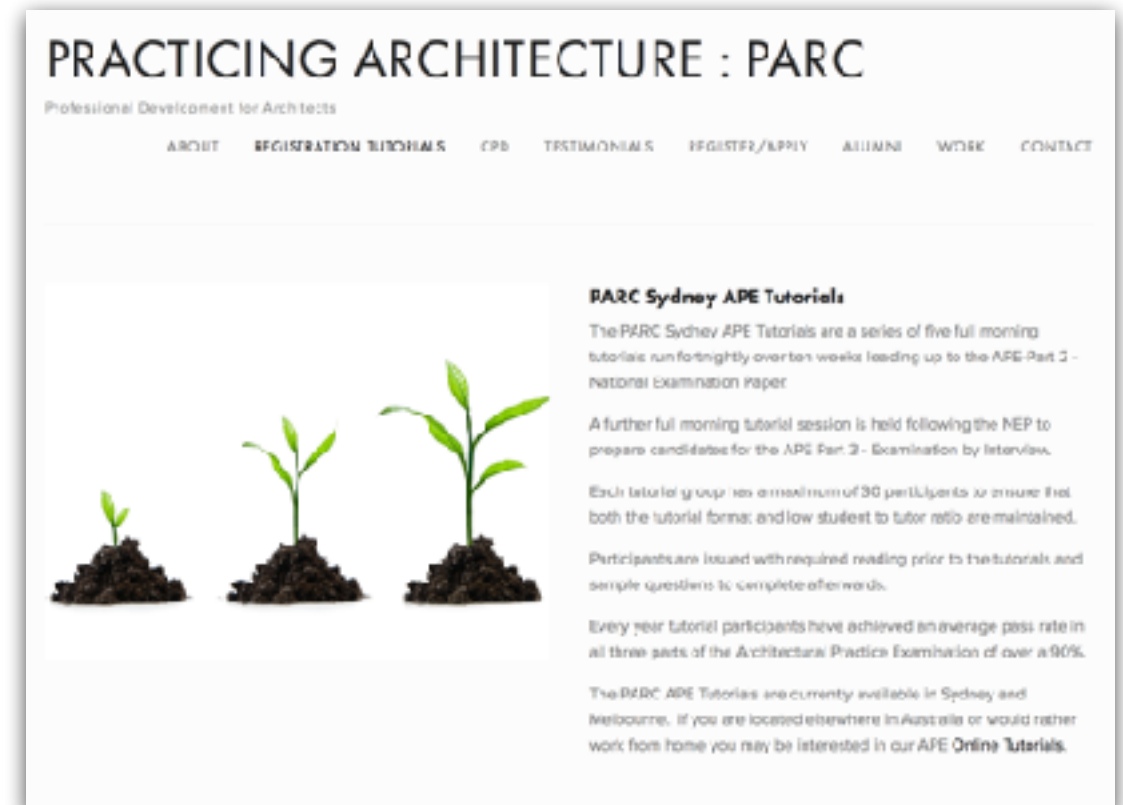 PRACTICING ARCHITECTURE : PARC
Professional Development for Architects
ABOUT REGISTRATION TUTORIALS CPD TESTIMONIALS REGISTER/APPLY ALUMNI WORK CONTACT
PARC Sydney APE Tutorials
The PARC Sydney APE Tutorials are a series of five full morning
tutorials run fortnightly over ten weeks leading up to the APE-Part 2 -
National Examination Paper.
A further full morning tutorial session is held following the NEP to
prepare candidates for the APE Part 3 - Examination by Interview.
Each tutorial group has a maximum of 30 participants to ensure that
both the tutorial format and low student to tutor ratio are maintained.
Participants are issued with required reading prior to the tutorials and
sample questions to complete afterwards.
Every year tutorial participants have achieved an average pass rate in
all three parts of the Architectural Practice Examination of over a 90%.
The PARC APE Tutorials are currently available in Sydney and
Melbourne. If you are located elsewhere in Australia or would rather
work from home you may be interested in our APE Online Tutorials.